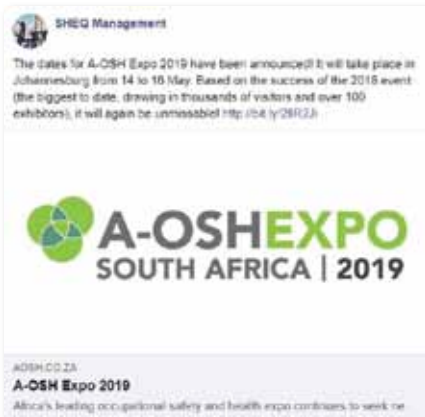 SHEQ Management
The dates for A-OSH Expo 2019 have been announced! It will take place in
Johannesburg from 14 to 16 May. Based on the success of the 2018 event
(the biggest to date, drawing in thousands of visitors and over 100
exhibitors), it will again be unmissable!
A-OSHEXPO
SOUTH AFRICA | 2019
AOSH.CO.ZA
A-OSH Expo 2019
Africa's leading occupational safety and health expo continues to seek ne